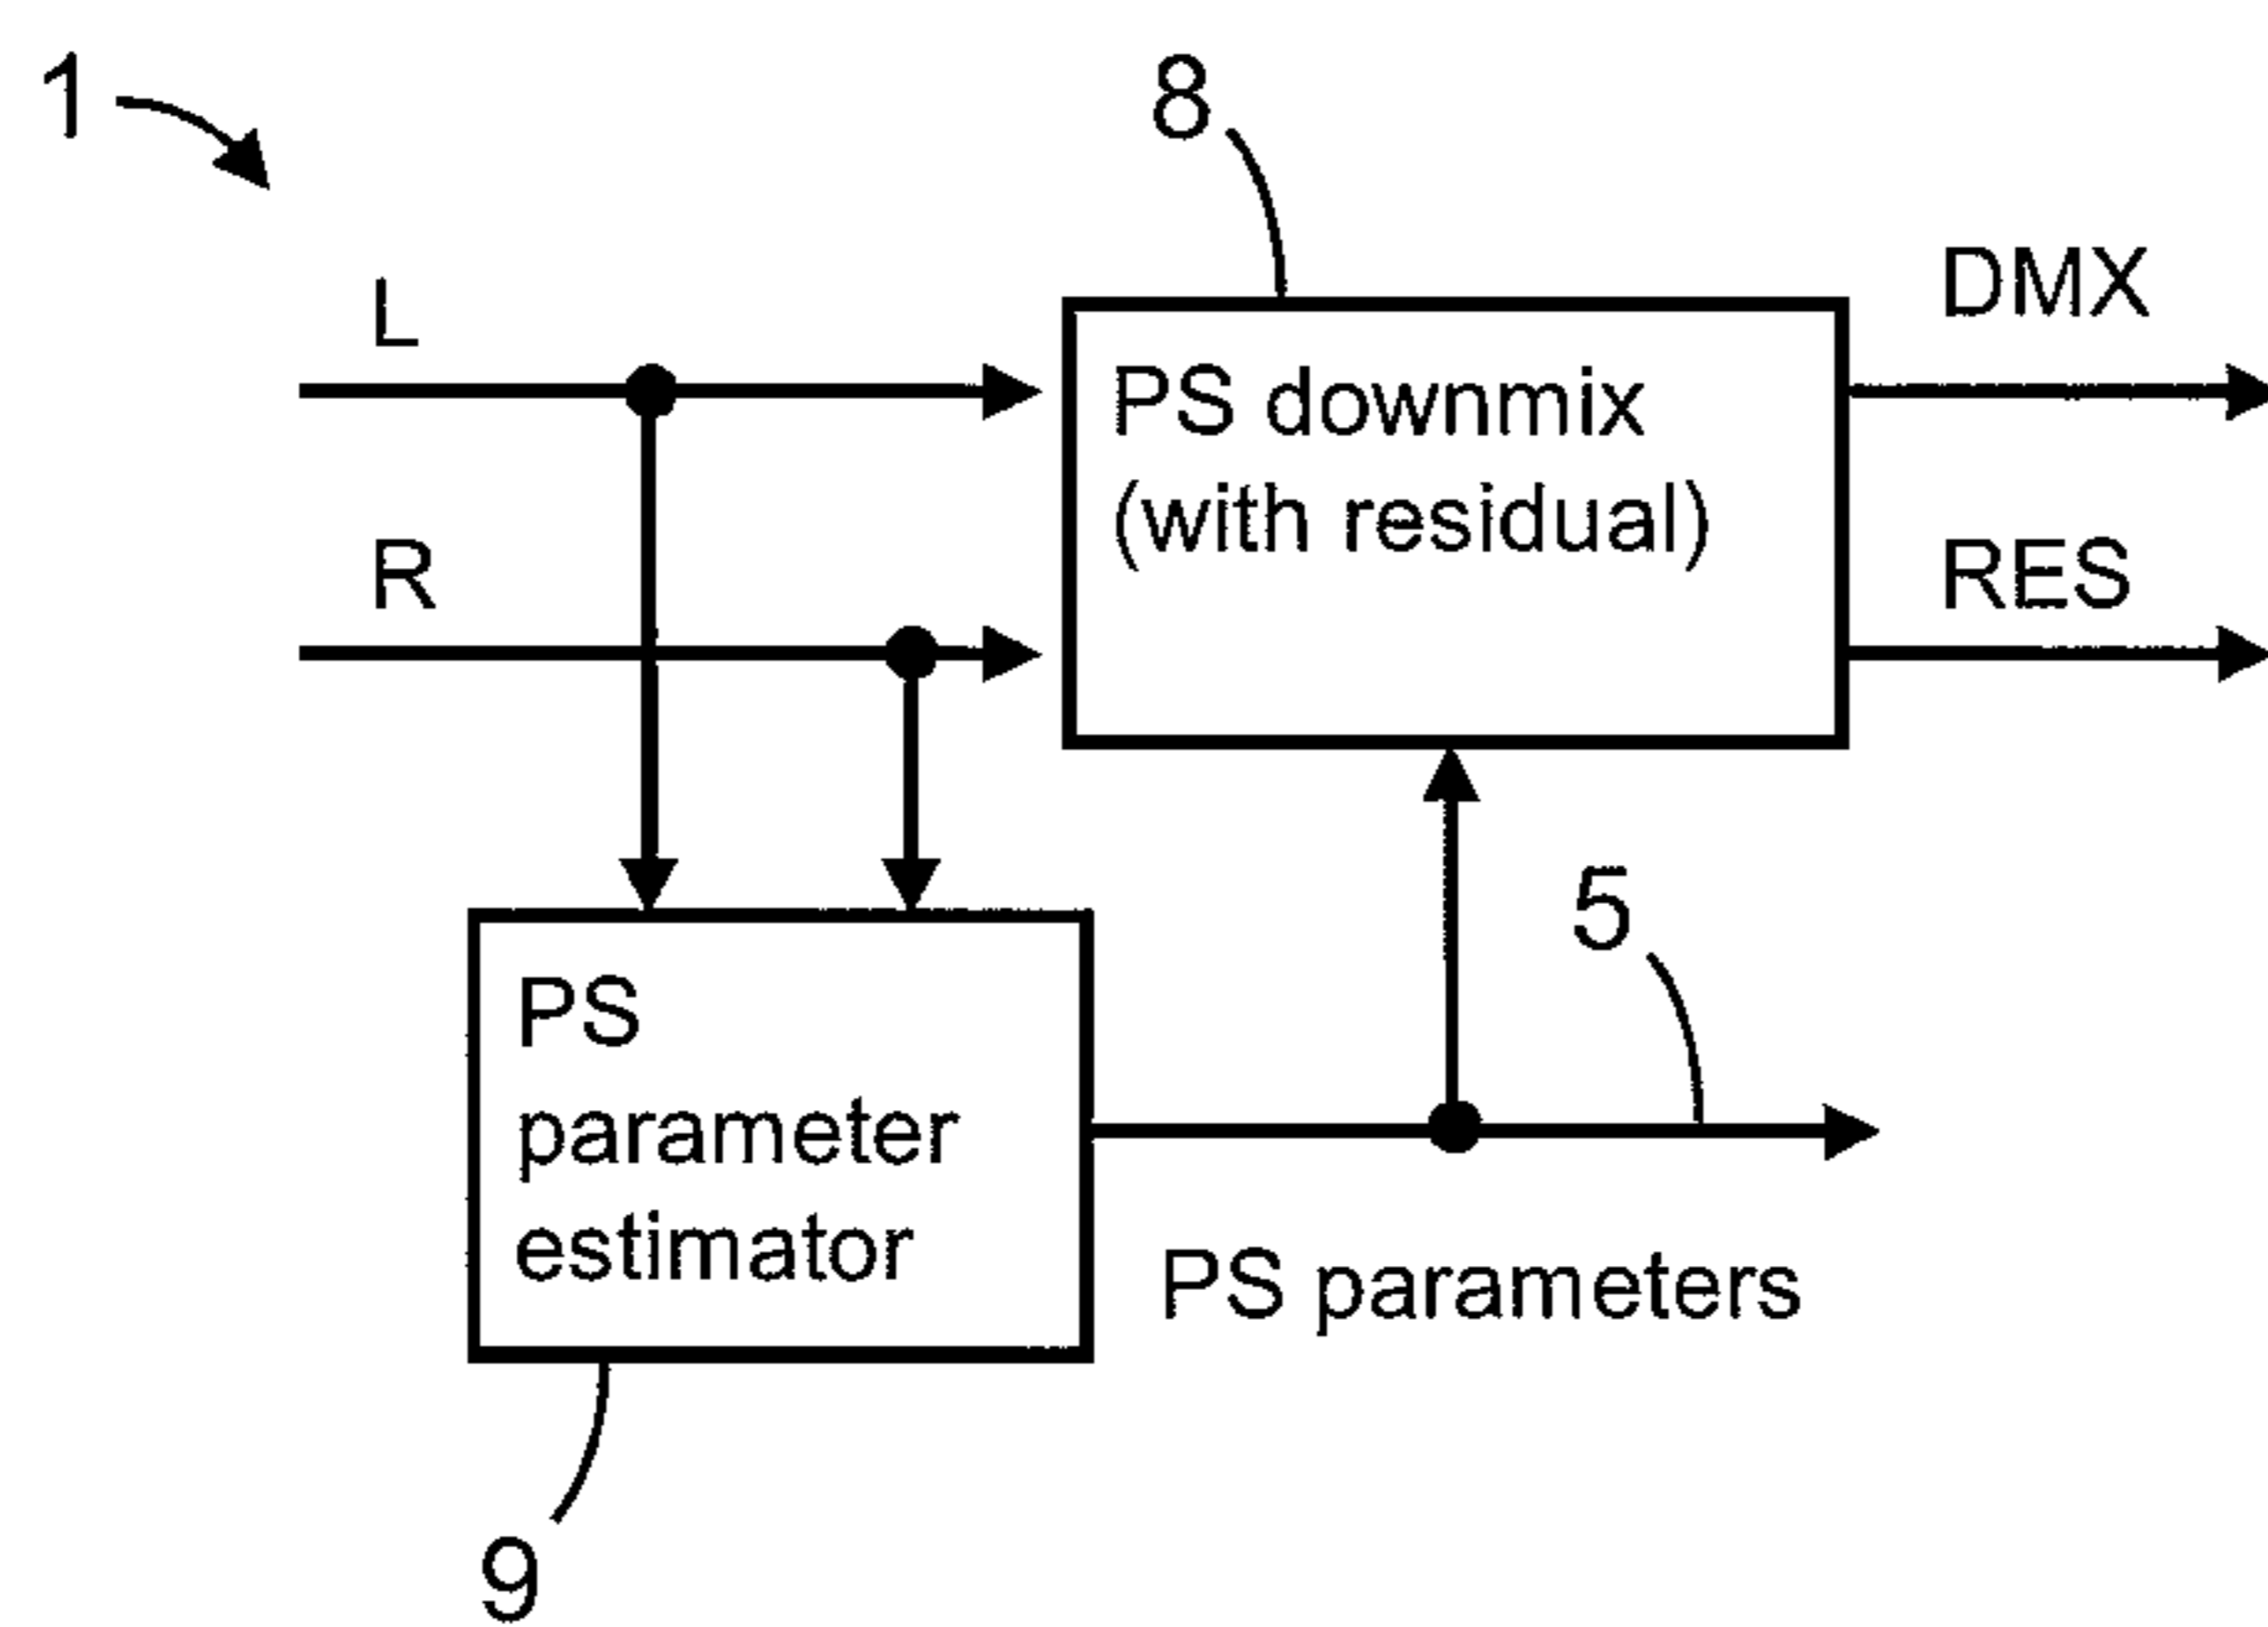 1
8
L
DMX
PS downmix
(with residual)
R
RES
5
PS
parameter
estimator
PS parameters
9